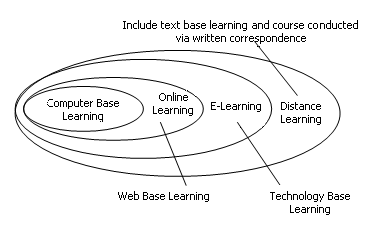 Include text base learning and course conducted
via written correspondence
Computer Base
Learning
Online
Learning
E-Learning
Distance
Learning
Web Base Learning
Technology Base
Learning